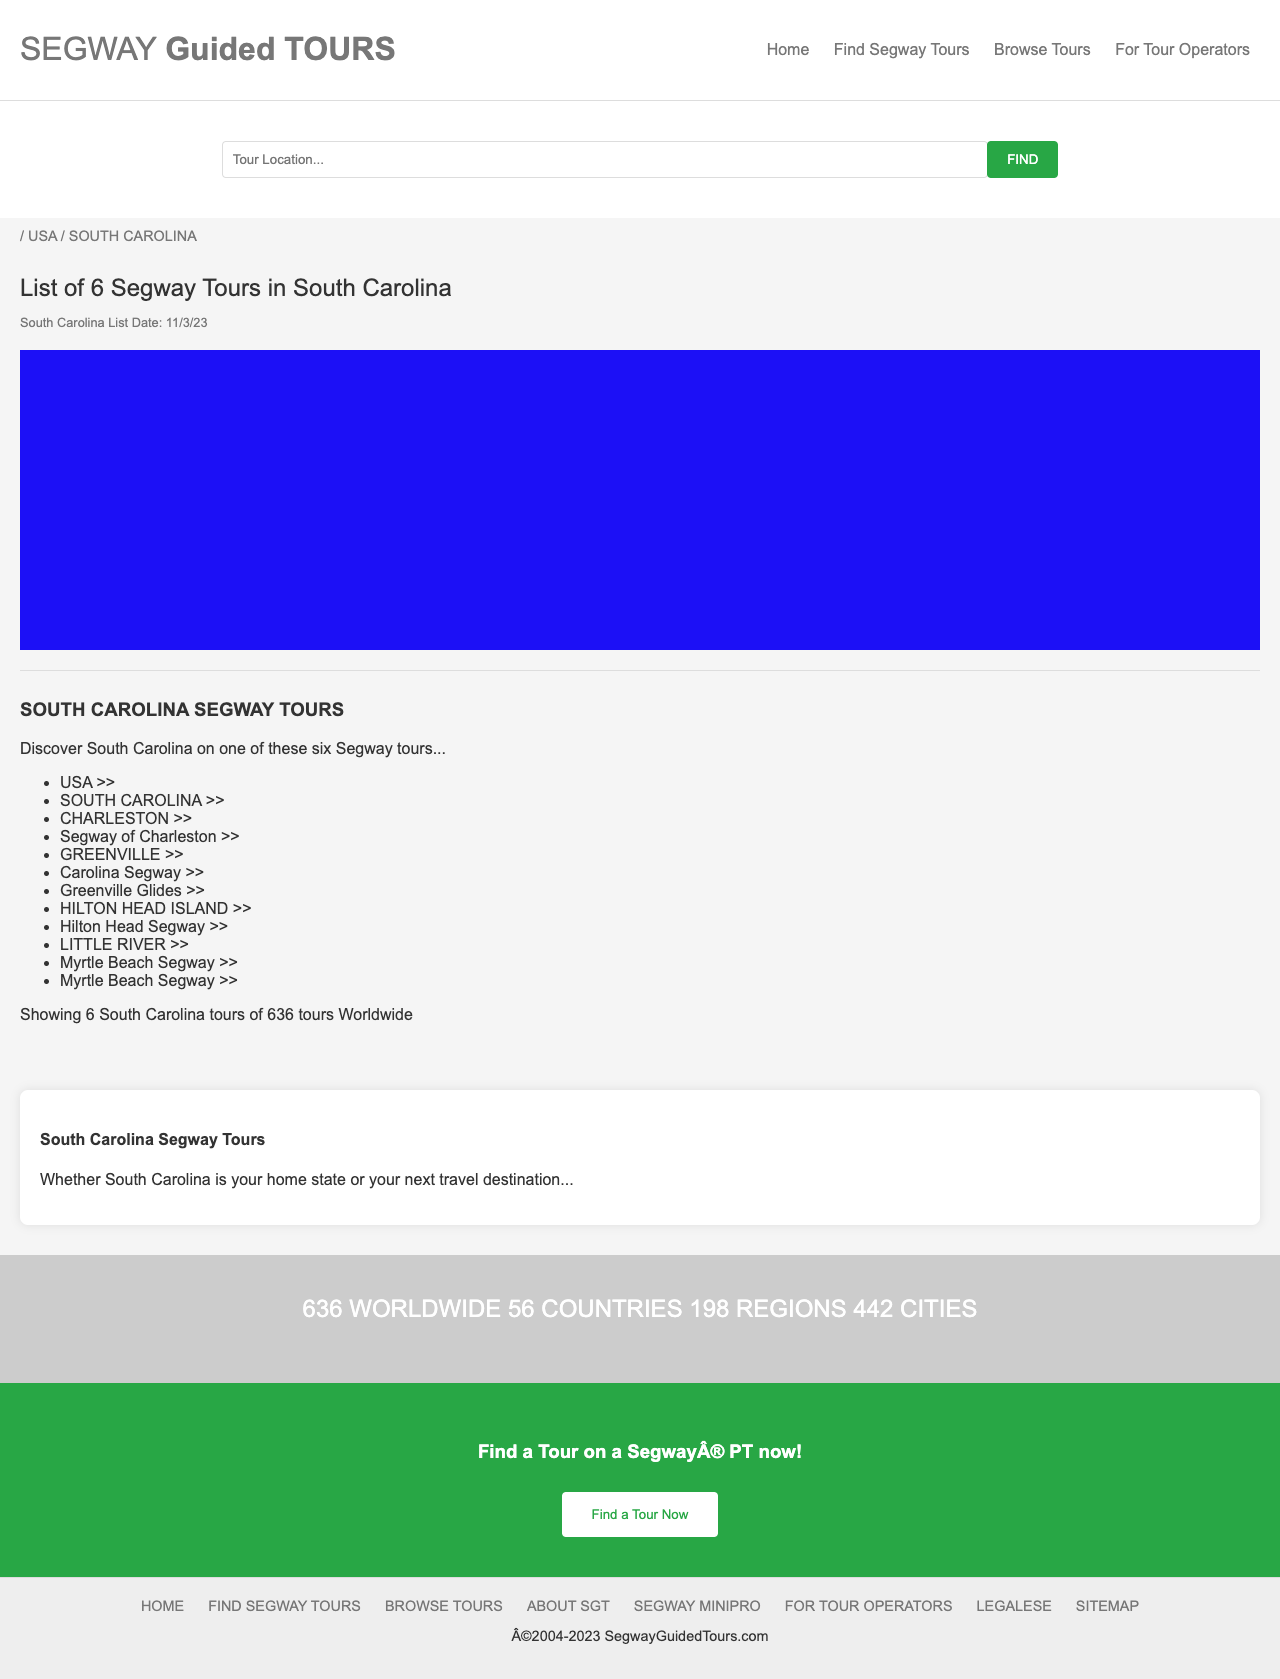 SEGWAY Guided TOURS
Home Find Segway Tours Browse Tours For Tour Operators
Tour Location...
FIND
/ USA / SOUTH CAROLINA
List of 6 Segway Tours in South Carolina
South Carolina List Date: 11/3/23
SOUTH CAROLINA SEGWAY TOURS
Discover South Carolina on one of these six Segway tours...
• USA >>
• SOUTH CAROLINA >>
• CHARLESTON >>
• Segway of Charleston >>
• GREENVILLE >>
• Carolina Segway >>
• Greenville Glides >>
• HILTON HEAD ISLAND >>
• Hilton Head Segway >>
• LITTLE RIVER >>
• Myrtle Beach Segway >>
• Myrtle Beach Segway >>
Showing 6 South Carolina tours of 636 tours Worldwide
South Carolina Segway Tours
Whether South Carolina is your home state or your next travel destination...
636 WORLDWIDE 56 COUNTRIES 198 REGIONS 442 CITIES
Find a Tour on a SegwayÂ® PT now!
Find a Tour Now
HOME FIND SEGWAY TOURS BROWSE TOURS ABOUT SGT SEGWAY MINIPRO FOR TOUR OPERATORS LEGALESE SITEMAP
Â©2004-2023 SegwayGuidedTours.com